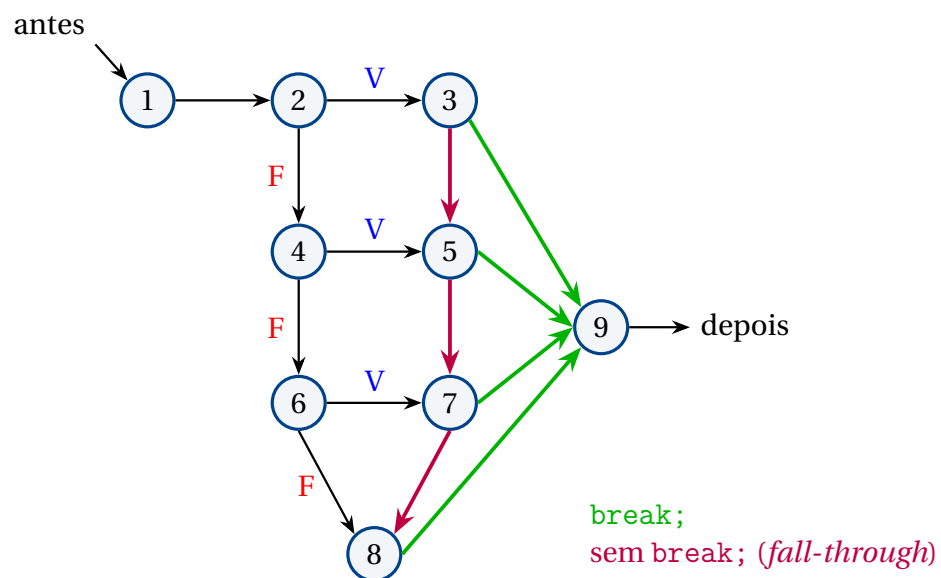 antes
1
2
V
3
F
4
V
5
F
9
depois
6
V
7
F
8
break;
sem break; (fall-through)